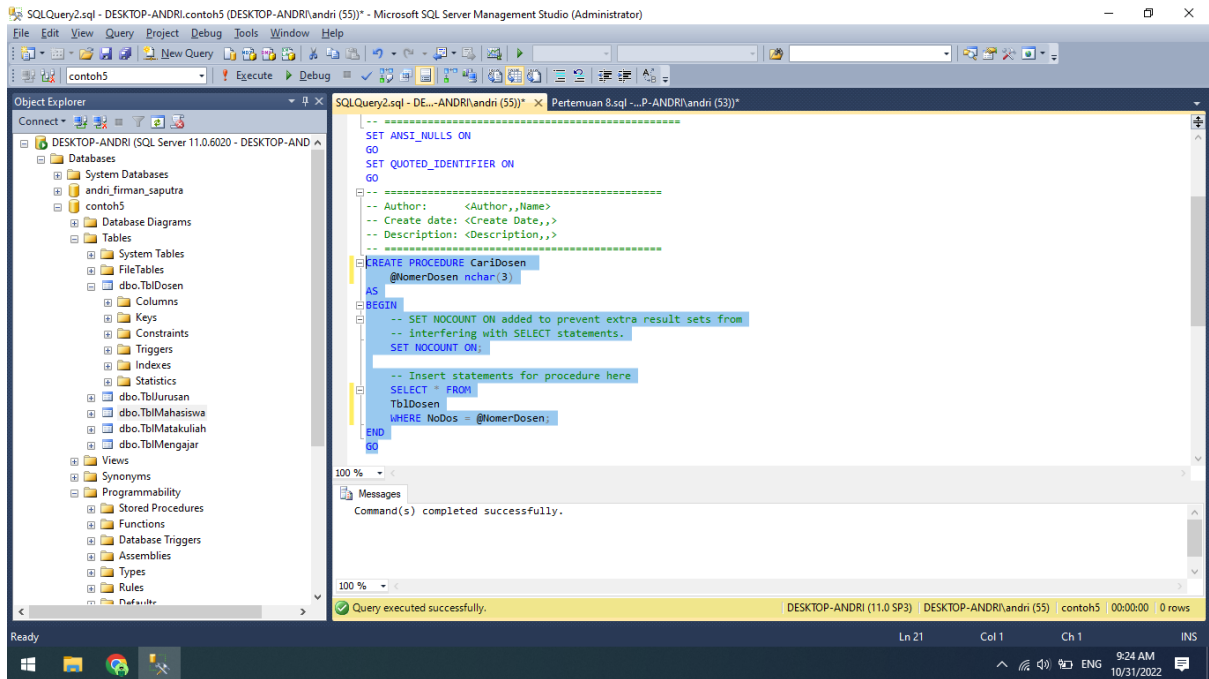 SQLQuery2.sql - DESKTOP-ANDRI.contoh5 (DESKTOP-ANDRI\andri (55))* - Microsoft SQL Server Management Studio (Administrator)
File Edit View Query Project Debug Tools Window Help
New Query
contoh5 Execute Debug
Object Explorer
Connect
DESKTOP-ANDRI (SQL Server 11.0.6020 - DESKTOP-AND
Databases
System Databases
andri_firman_saputra
contoh5
Database Diagrams
Tables
System Tables
FileTables
dbo.TblDosen
Columns
Keys
Constraints
Triggers
Indexes
Statistics
dbo.TblJurusan
dbo.TblMahasiswa
dbo.TblMatakuliah
dbo.TblMengajar
Views
Synonyms
Programmability
Stored Procedures
Functions
Database Triggers
Assemblies
Types
Rules
Defaults
SQLQuery2.sql - DE...-ANDRI\andri (55))* Pertemuan 8.sql -...P-ANDRI\andri (53))*
-- ================================================
SET ANSI_NULLS ON
GO
SET QUOTED_IDENTIFIER ON
GO
-- =============================================
-- Author: <Author,,Name>
-- Create date: <Create Date,,>
-- Description: <Description,,>
-- =============================================
CREATE PROCEDURE CariDosen
@NomerDosen nchar(3)
AS
BEGIN
-- SET NOCOUNT ON added to prevent extra result sets from
-- interfering with SELECT statements.
SET NOCOUNT ON;
-- Insert statements for procedure here
SELECT * FROM
TblDosen
WHERE NoDos = @NomerDosen;
END
GO
100 %
Messages
Command(s) completed successfully.
100 %
Query executed successfully. DESKTOP-ANDRI (11.0 SP3) DESKTOP-ANDRI\andri (55) contoh5 00:00:00 0 rows
Ready Ln 21 Col 1 Ch 1 INS
ENG 9:24 AM
10/31/2022